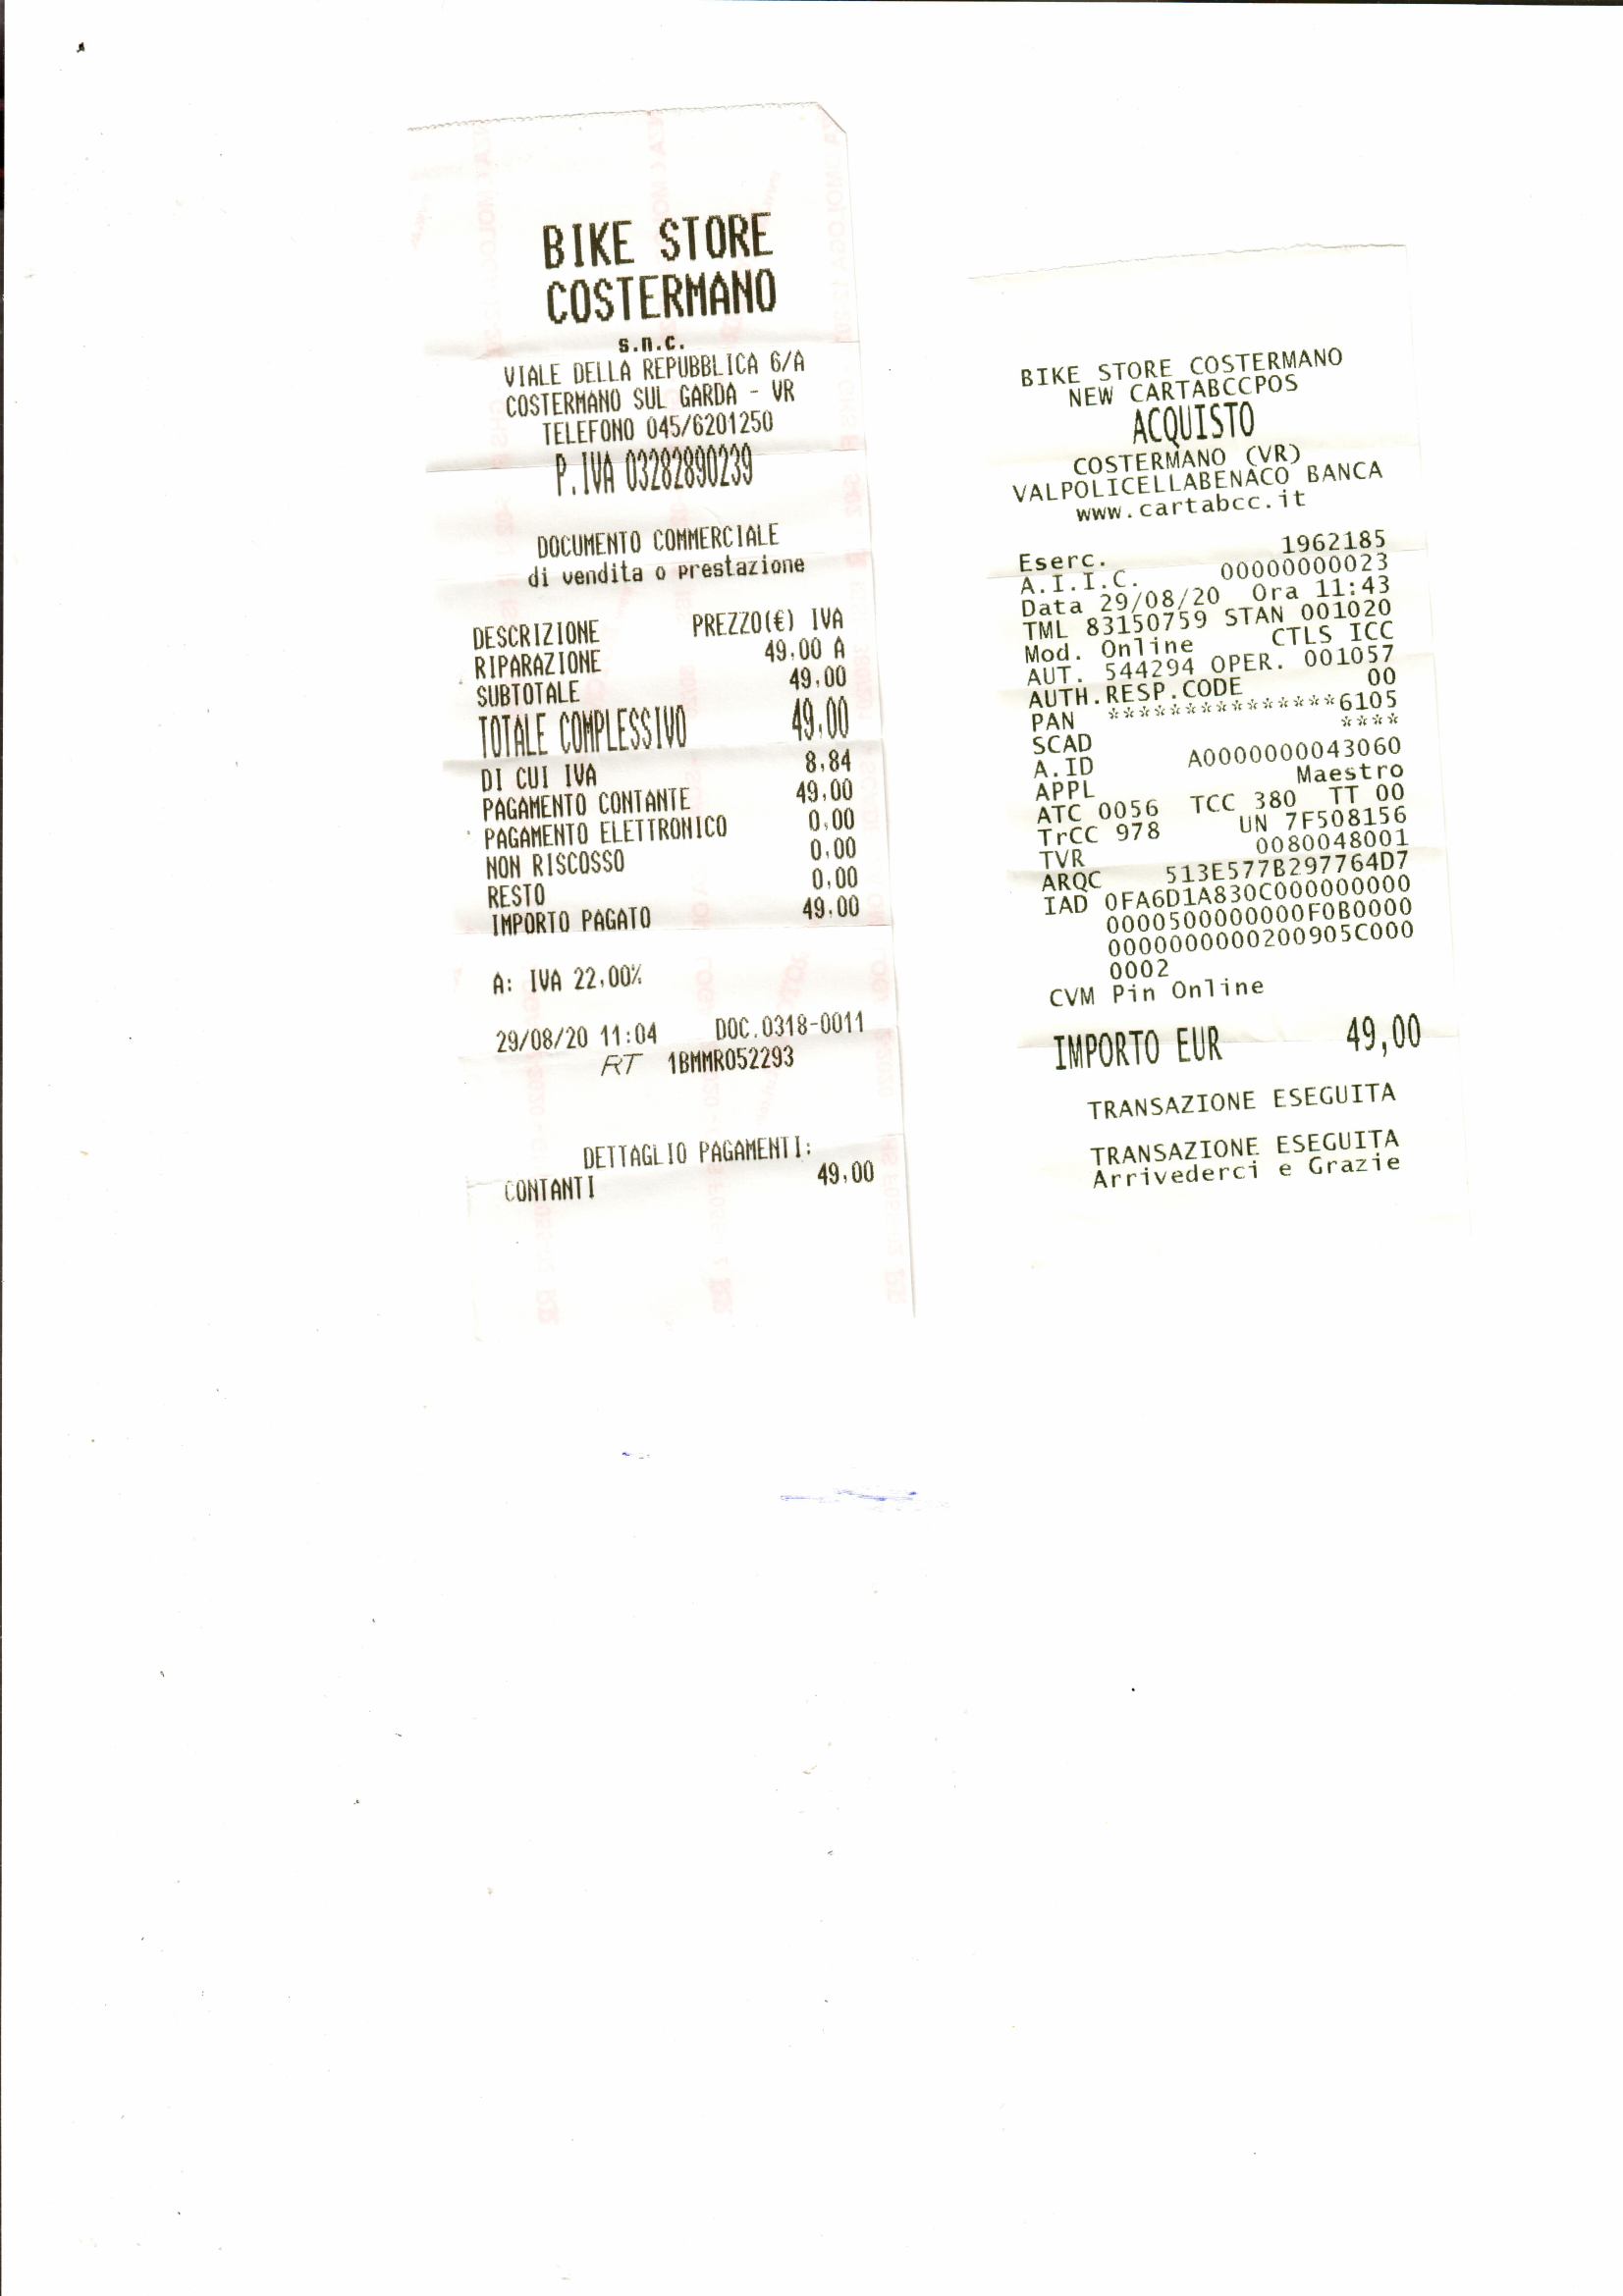 BIKE STORE
COSTERMANO
s.n.c.
VIALE DELLA REPUBBLICA 6/A
COSTERMANO SUL GARDA - VR
TELEFONO 045/6201250
P.IVA 03282890239
DOCUMENTO COMMERCIALE
di vendita o prestazione
DESCRIZIONE PREZZO(€) IVA
RIPARAZIONE 49,00 A
SUBTOTALE 49,00
TOTALE COMPLESSIVO 49,00
DI CUI IVA 8,84
PAGAMENTO CONTANTE 49,00
PAGAMENTO ELETTRONICO 0,00
NON RISCOSSO 0,00
RESTO 0,00
IMPORTO PAGATO 49,00
A: IVA 22,00%
29/08/20 11:04 DOC.0318-0011
RT 1BMMR052293
DETTAGLIO PAGAMENTI:
CONTANTI 49,00
BIKE STORE COSTERMANO
NEW CARTABCCPOS
ACQUISTO
COSTERMANO (VR)
VALPOLICELLABENACO BANCA
www.cartabcc.it
Eserc. 1962185
A.I.I.C. 00000000023
Data 29/08/20 Ora 11:43
TML 83150759 STAN 001020
Mod. Online CTLS ICC
AUT. 544294 OPER. 001057
AUTH.RESP.CODE 00
PAN ***************6105
SCAD ****
A.ID A0000000043060
APPL Maestro
ATC 0056 TCC 380 TT 00
TrCC 978 UN 7F508156
TVR 0080048001
ARQC 513E577B297764D7
IAD 0FA6D1A830C000000000
0000500000000F0B0000
0000000000200905C000
0002
CVM Pin Online
IMPORTO EUR 49,00
TRANSAZIONE ESEGUITA
TRANSAZIONE ESEGUITA
Arrivederci e Grazie